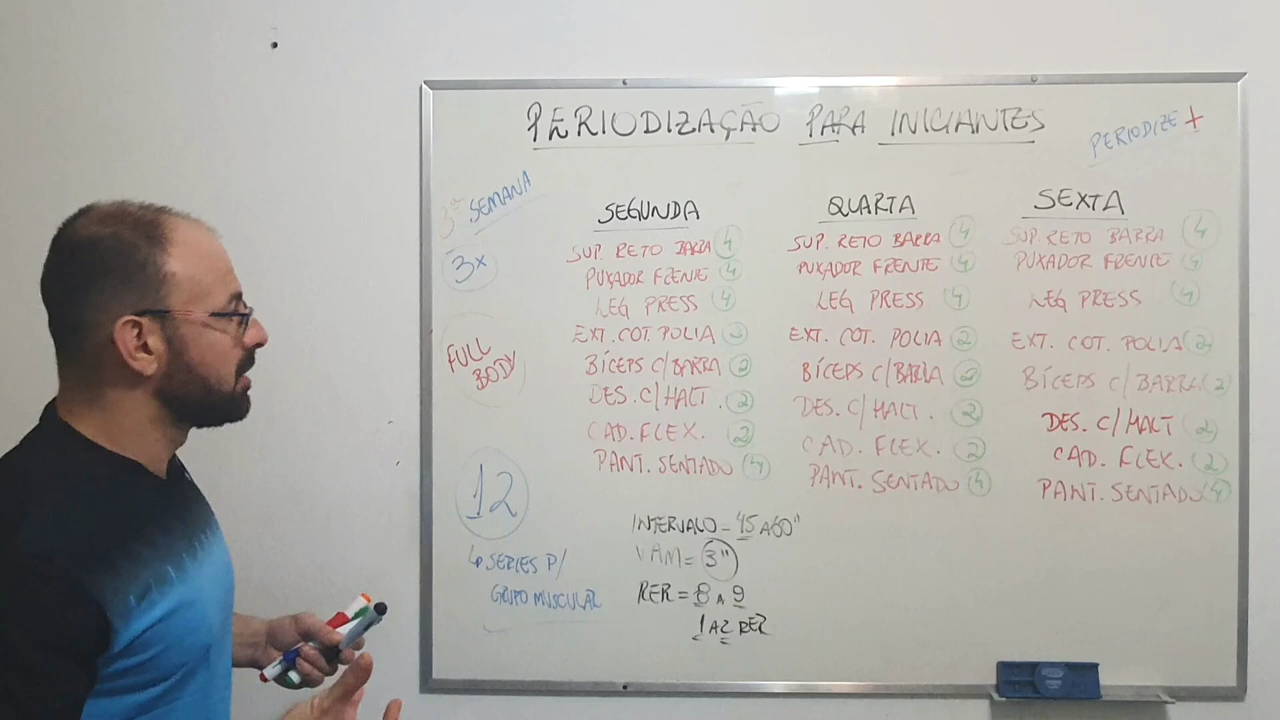 PERIODIZAÇÃO PARA INICIANTES
PERIODIZE +
3ª SEMANA
3X
FULL
BODY
12
↳ SERIES P/
GRUPO MUSCULAR
SEGUNDA
SUP. RETO BARRA 4
PUXADOR FRENTE 4
LEG PRESS 4
EXT. COT. POLIA 2
BÍCEPS C/BARRA 2
DES. C/HALT. 2
CAD. FLEX. 2
PANT. SENTADO 4
QUARTA
SUP. RETO BARRA 4
PUXADOR FRENTE 4
LEG PRESS 4
EXT. COT. POLIA 2
BÍCEPS C/BARRA 2
DES. C/HALT. 2
CAD. FLEX. 2
PANT. SENTADO 4
SEXTA
SUP. RETO BARRA 4
PUXADOR FRENTE 4
LEG PRESS 4
EXT. COT. POLIA 2
BÍCEPS C/BARRA 2
DES. C/HALT 2
CAD. FLEX. 2
PANT. SENTADO 4
INTERVALO = 45 A 60"
= 3"
RER = 8 A 9
1 A 2 RER